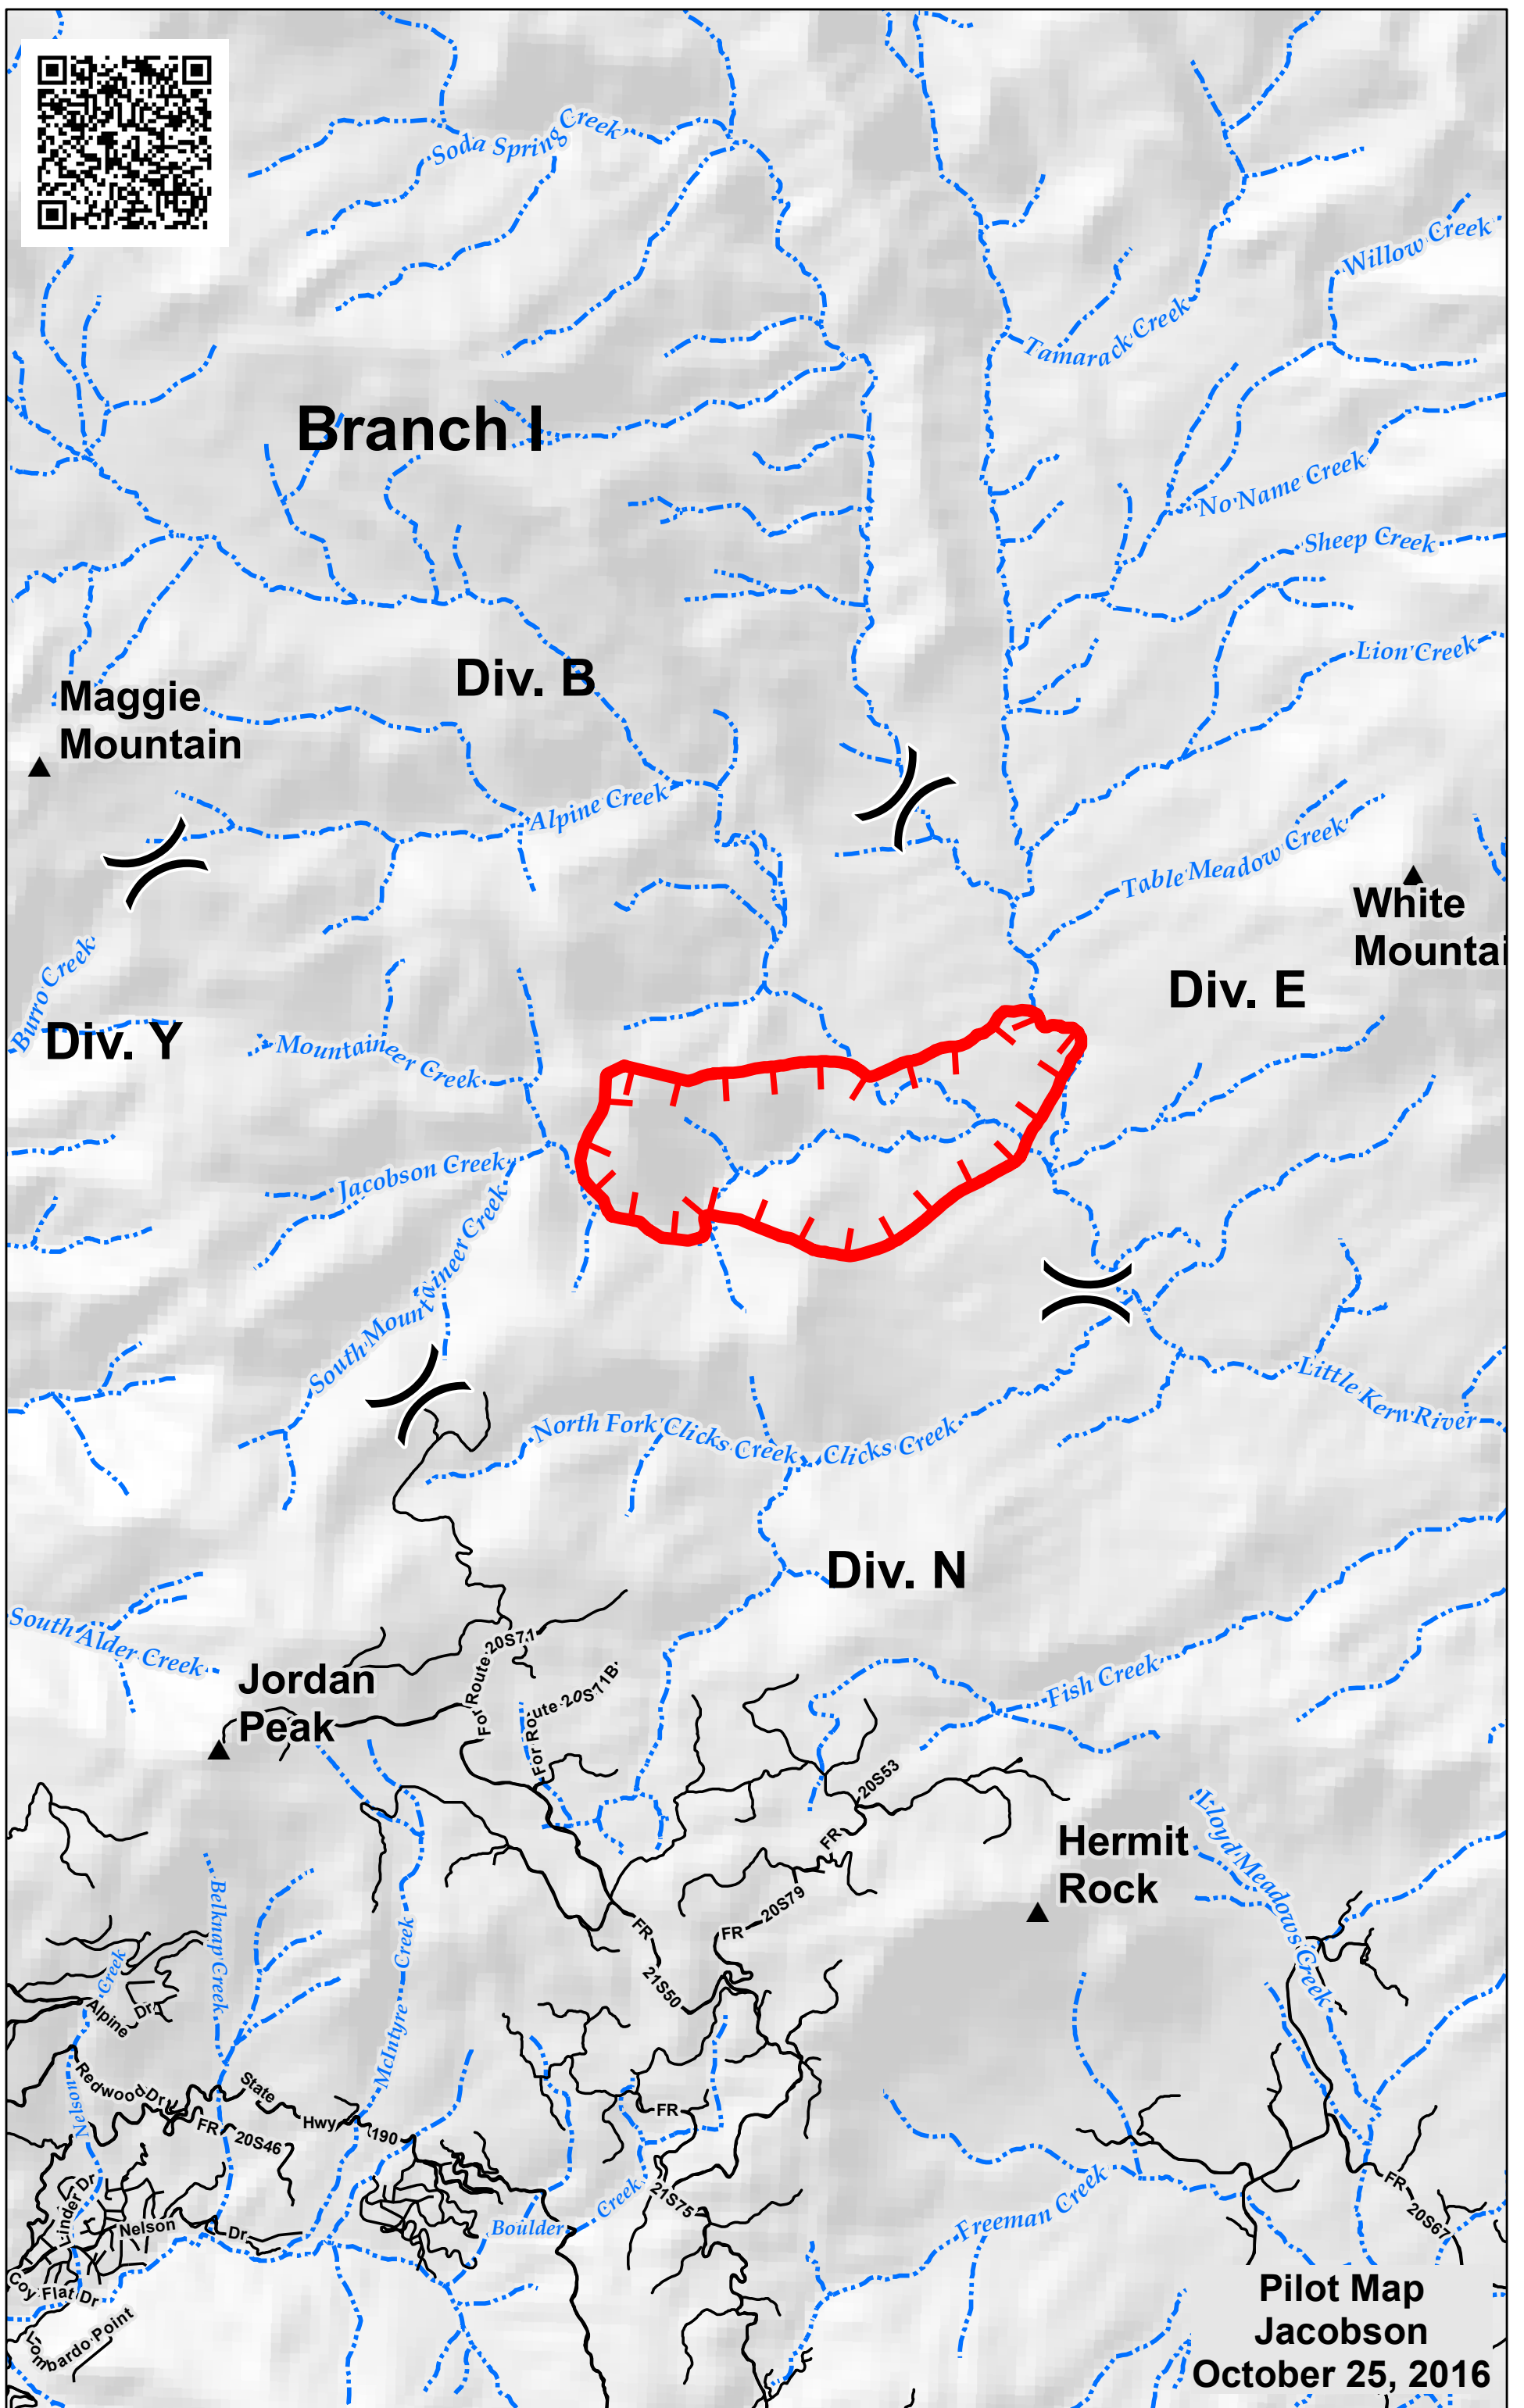 Soda Spring Creek
Willow Creek
Tamarack Creek
Branch I
No Name Creek
Sheep Creek
Lion Creek
Div. B
Maggie
Mountain
Alpine Creek
Table Meadow Creek
White
Mountai
Burro Creek
Div. E
Div. Y
Mountaineer Creek
Jacobson Creek
South Mountaineer Creek
Little Kern River
North Fork Clicks Creek
Clicks Creek
Div. N
South Alder Creek
For Route 20S71
For Route 20S71B
Jordan
Peak
Fish Creek
FR 20S53
Lloyd Meadows Creek
Hermit
Rock
FR 20S79
Belknap Creek
McIntyre Creek
FR 21S50
Nelson Creek
Alpine Dr
Redwood Dr
State Hwy 190
FR 20S46
FR 21S75
Linder Dr
Nelson Dr
Boulder Creek
Freeman Creek
FR 20S67
Coy Flat Dr
Lombardo Point
Pilot Map
Jacobson
October 25, 2016